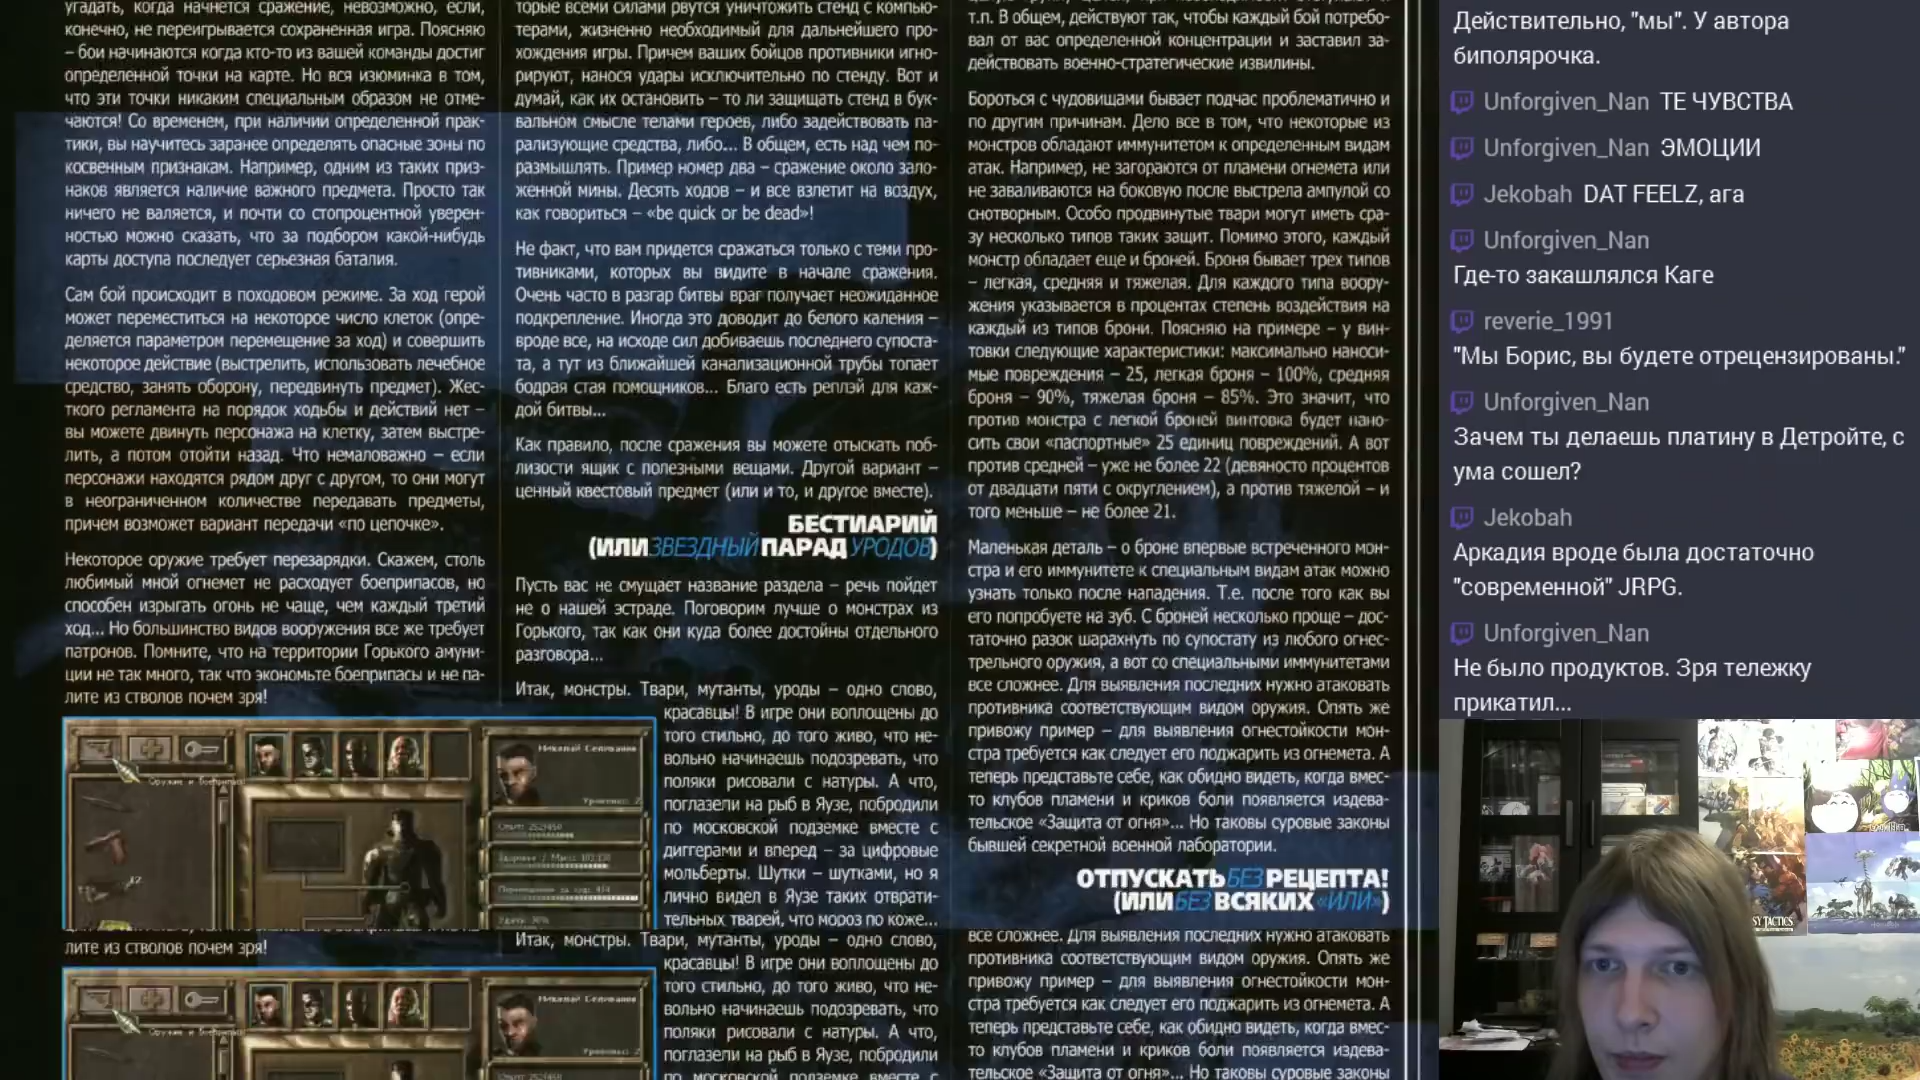 угадать, когда начнется сражение, невозможно, если,
конечно, не переигрывается сохраненная игра. Поясняю
– бои начинаются когда кто-то из вашей команды достиг
определенной точки на карте. Но вся изюминка в том,
что эти точки никаким специальным образом не отме-
чаются! Со временем, при наличии определенной прак-
тики, вы научитесь заранее определять опасные зоны по
косвенным признакам. Например, одним из таких приз-
наков является наличие важного предмета. Просто так
ничего не валяется, и почти со стопроцентной уверен-
ностью можно сказать, что за подбором какой-нибудь
карты доступа последует серьезная баталия.
Сам бой происходит в походовом режиме. За ход герой
может переместиться на некоторое число клеток (опре-
деляется параметром перемещение за ход) и совершить
некоторое действие (выстрелить, использовать лечебное
средство, занять оборону, передвинуть предмет). Жес-
ткого регламента на порядок ходьбы и действий нет –
вы можете двинуть персонажа на клетку, затем выстре-
лить, а потом отойти назад. Что немаловажно – если
персонажи находятся рядом друг с другом, то они могут
в неограниченном количестве передавать предметы,
причем возможет вариант передачи «по цепочке».
Некоторое оружие требует перезарядки. Скажем, столь
любимый мной огнемет не расходует боеприпасов, но
способен изрыгать огонь не чаще, чем каждый третий
ход... Но большинство видов вооружения все же требует
патронов. Помните, что на территории Горького амуни-
ции не так много, так что экономьте боеприпасы и не па-
лите из стволов почем зря!
Николай Селиванов
Оружие и боеприпасы
лите из стволов почем зря!
Николай Селиванов
Оружие и боеприпасы
торые всеми силами рвутся уничтожить стенд с компью-
терами, жизненно необходимый для дальнейшего про-
хождения игры. Причем ваших бойцов противники игно-
рируют, нанося удары исключительно по стенду. Вот и
думай, как их остановить – то ли защищать стенд в бук-
вальном смысле телами героев, либо задействовать па-
рализующие средства, либо... В общем, есть над чем по-
размышлять. Пример номер два – сражение около зало-
женной мины. Десять ходов – и все взлетит на воздух,
как говориться – «be quick or be dead»!
Не факт, что вам придется сражаться только с теми про-
тивниками, которых вы видите в начале сражения.
Очень часто в разгар битвы враг получает неожиданное
подкрепление. Иногда это доводит до белого каления –
вроде все, на исходе сил добиваешь последнего супоста-
та, а тут из ближайшей канализационной трубы топает
бодрая стая помощников... Благо есть реплэй для каж-
дой битвы...
Как правило, после сражения вы можете отыскать поб-
лизости ящик с полезными вещами. Другой вариант –
ценный квестовый предмет (или и то, и другое вместе).
БЕСТИАРИЙ
(ИЛИ ЗВЕЗДНЫЙ ПАРАД УРОДОВ)
Пусть вас не смущает название раздела – речь пойдет
не о нашей эстраде. Поговорим лучше о монстрах из
Горького, так как они куда более достойны отдельного
разговора...
Итак, монстры. Твари, мутанты, уроды – одно слово,
красавцы! В игре они воплощены до
того стильно, до того живо, что не-
вольно начинаешь подозревать, что
поляки рисовали с натуры. А что,
поглазели на рыб в Яузе, побродили
по московской подземке вместе с
диггерами и вперед – за цифровые
мольберты. Шутки – шутками, но я
лично видел в Яузе таких отврати-
тельных тварей, что мороз по коже...
Итак, монстры. Твари, мутанты, уроды – одно слово,
красавцы! В игре они воплощены до
того стильно, до того живо, что не-
вольно начинаешь подозревать, что
поляки рисовали с натуры. А что,
поглазели на рыб в Яузе, побродили
по московской подземке вместе с
т.п. В общем, действуют так, чтобы каждый бой потребо-
вал от вас определенной концентрации и заставил за-
действовать военно-стратегические извилины.
Бороться с чудовищами бывает подчас проблематично и
по другим причинам. Дело все в том, что некоторые из
монстров обладают иммунитетом к определенным видам
атак. Например, не загораются от пламени огнемета или
не заваливаются на боковую после выстрела ампулой со
снотворным. Особо продвинутые твари могут иметь сра-
зу несколько типов таких защит. Помимо этого, каждый
монстр обладает еще и броней. Броня бывает трех типов
– легкая, средняя и тяжелая. Для каждого типа воору-
жения указывается в процентах степень воздействия на
каждый из типов брони. Поясняю на примере – у вин-
товки следующие характеристики: максимально наноси-
мые повреждения – 25, легкая броня – 100%, средняя
броня – 90%, тяжелая броня – 85%. Это значит, что
против монстра с легкой броней винтовка будет нано-
сить свои «паспортные» 25 единиц повреждений. А вот
против средней – уже не более 22 (девяносто процентов
от двадцати пяти с округлением), а против тяжелой – и
того меньше – не более 21.
Маленькая деталь – о броне впервые встреченного мон-
стра и его иммунитете к специальным видам атак можно
узнать только после нападения. Т.е. после того как вы
его попробуете на зуб. С броней несколько проще – дос-
таточно разок шарахнуть по супостату из любого огнес-
трельного оружия, а вот со специальными иммунитетами
все сложнее. Для выявления последних нужно атаковать
противника соответствующим видом оружия. Опять же
привожу пример – для выявления огнестойкости мон-
стра требуется как следует его поджарить из огнемета. А
теперь представьте себе, как обидно видеть, когда вмес-
то клубов пламени и криков боли появляется издева-
тельское «Защита от огня»... Но таковы суровые законы
бывшей секретной военной лаборатории.
ОТПУСКАТЬ БЕЗ РЕЦЕПТА!
(ИЛИ БЕЗ ВСЯКИХ «ИЛИ»)
все сложнее. Для выявления последних нужно атаковать
противника соответствующим видом оружия. Опять же
привожу пример – для выявления огнестойкости мон-
стра требуется как следует его поджарить из огнемета. А
теперь представьте себе, как обидно видеть, когда вмес-
то клубов пламени и криков боли появляется издева-
тельское «Защита от огня»... Но таковы суровые законы
Действительно, "мы". У автора
биполярочка.
Unforgiven_Nan ТЕ ЧУВСТВА
Unforgiven_Nan ЭМОЦИИ
Jekobah DAT FEELZ, ага
Unforgiven_Nan
Где-то закашлялся Каге
reverie_1991
"Мы Борис, вы будете отрецензированы."
Unforgiven_Nan
Зачем ты делаешь платину в Детройте, с
ума сошел?
Jekobah
Аркадия вроде была достаточно
"современной" JRPG.
Unforgiven_Nan
Не было продуктов. Зря тележку
прикатил...
SY TACTICS